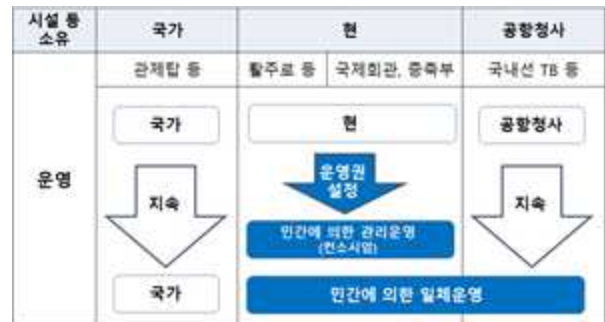 시설 등
소유
국가
현
공항청사
관제탑 등
활주로 등
국제회관, 증축부
국내선 TB 등
운영
국가
현
공항청사
지속
운영권
설정
지속
민간에 의한 관리운영
(컨소시엄)
국가
민간에 의한 일체운영